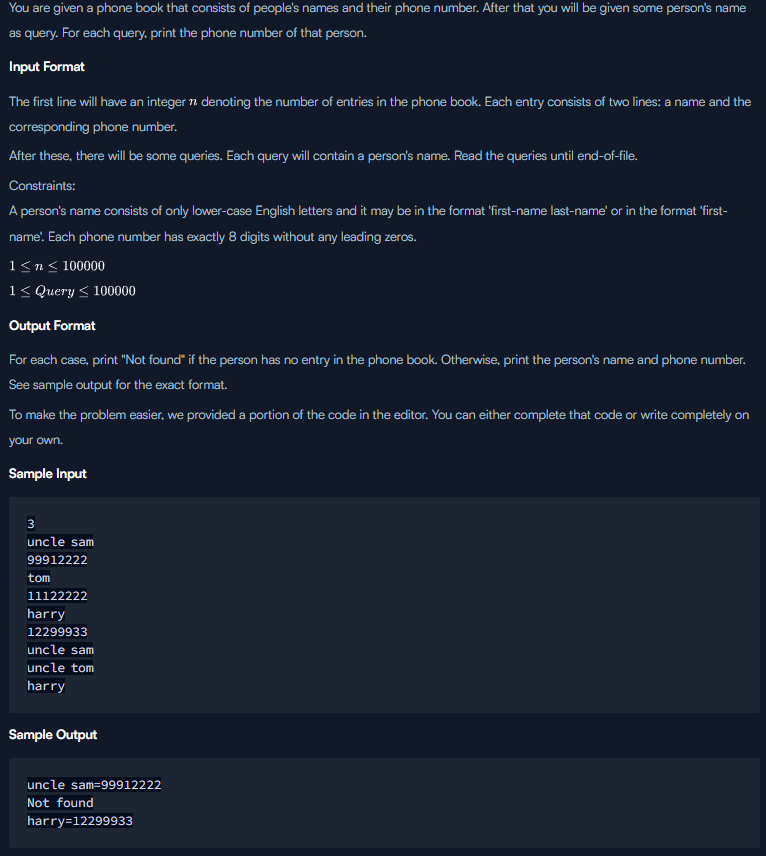 You are given a phone book that consists of people's names and their phone number. After that you will be given some person's name
as query. For each query, print the phone number of that person.
Input Format
The first line will have an integer n denoting the number of entries in the phone book. Each entry consists of two lines: a name and the
corresponding phone number.
After these, there will be some queries. Each query will contain a person's name. Read the queries until end-of-file.
Constraints:
A person's name consists of only lower-case English letters and it may be in the format 'first-name last-name' or in the format 'first-
name'. Each phone number has exactly 8 digits without any leading zeros.
1 ≤ n ≤ 100000
1 ≤ Query ≤ 100000
Output Format
For each case, print "Not found" if the person has no entry in the phone book. Otherwise, print the person's name and phone number.
See sample output for the exact format.
To make the problem easier, we provided a portion of the code in the editor. You can either complete that code or write completely on
your own.
Sample Input
3
uncle sam
99912222
tom
11122222
harry
12299933
uncle sam
uncle tom
harry
Sample Output
uncle sam=99912222
Not found
harry=12299933